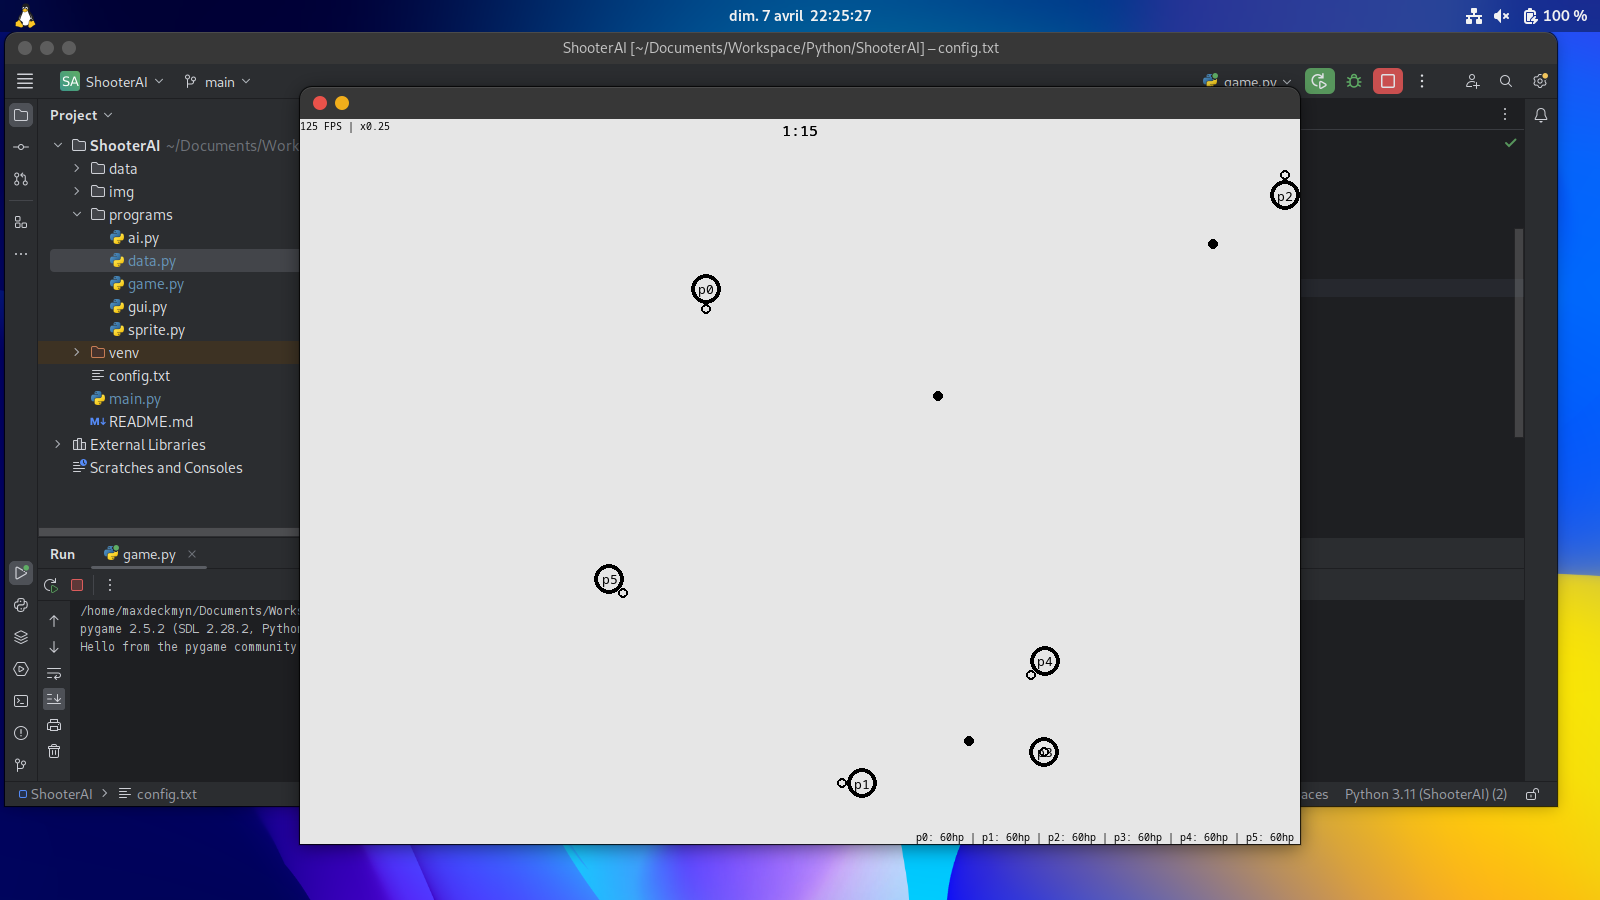 dim. 7 avril 22:25:27
100 %
ShooterAI [~/Documents/Workspace/Python/ShooterAI] – config.txt
SA ShooterAI
main
game.py
Project
125 FPS | x0.25
1:15
ShooterAI ~/Documents/Work
data
img
programs
ai.py
data.py
game.py
gui.py
sprite.py
venv
config.txt
main.py
M↓ README.md
External Libraries
Scratches and Consoles
p2
p0
p5
p4
p3
p1
Run
game.py
/home/maxdeckmyn/Documents/Works
pygame 2.5.2 (SDL 2.28.2, Python
Hello from the pygame community
p0: 60hp | p1: 60hp | p2: 60hp | p3: 60hp | p4: 60hp | p5: 60hp
ShooterAI > config.txt
aces
Python 3.11 (ShooterAI) (2)